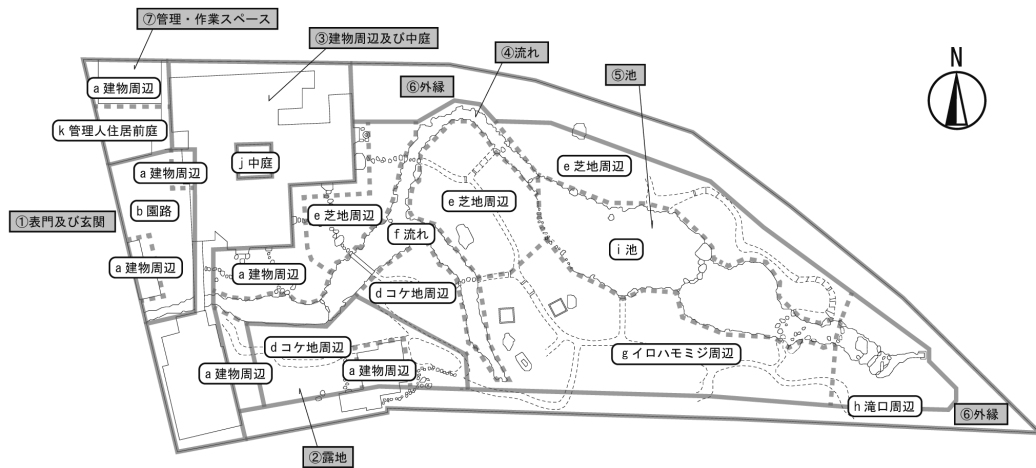 ⑦管理・作業スペース
③建物周辺及び中庭
④流れ
⑤池
⑥外縁
N
a 建物周辺
k 管理人住居前庭
a 建物周辺
j 中庭
b 園路
①表門及び玄関
a 建物周辺
e 芝地周辺
e 芝地周辺
e 芝地周辺
f 流れ
i 池
a 建物周辺
d コケ地周辺
d コケ地周辺
a 建物周辺
a 建物周辺
g イロハモミジ周辺
h 滝口周辺
⑥外縁
②露地